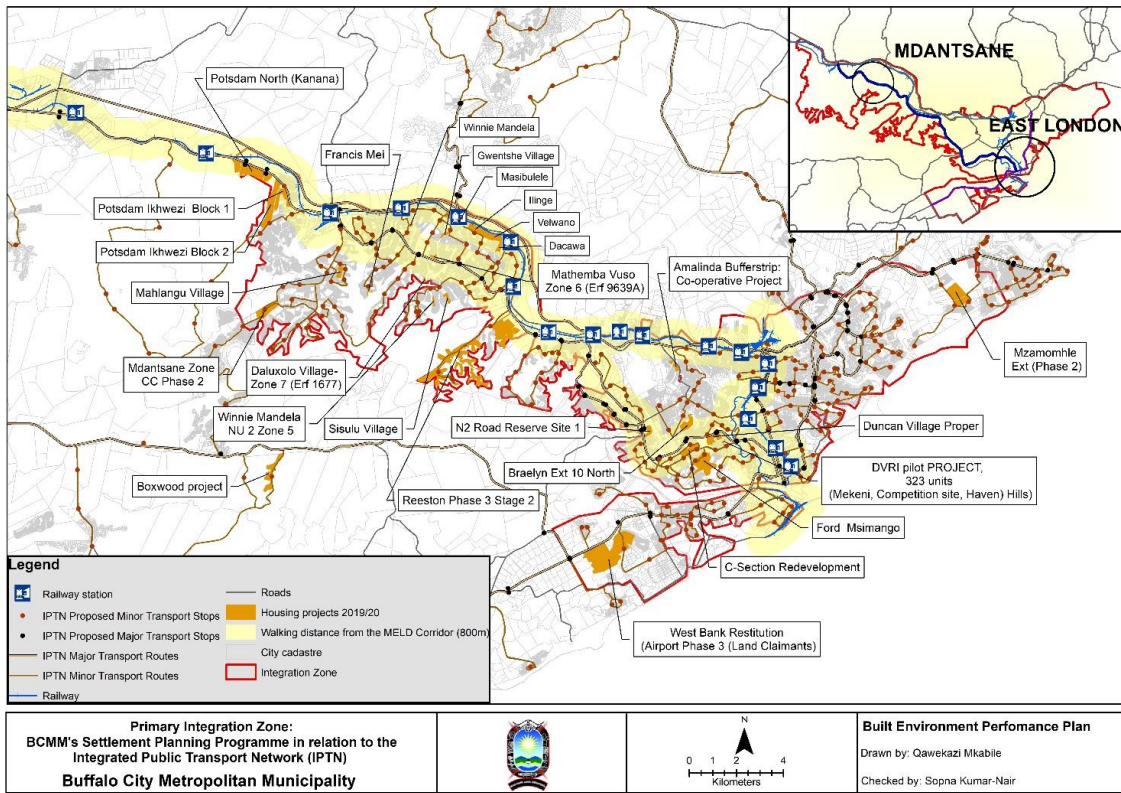 MDANTSANE
EAST LONDON
Potsdam North (Kanana)
Winnie Mandela
Francis Mei
Gwentshe Village
Masibulele
Ilinge
Velwano
Dacawa
Potsdam Ikhwezi Block 1
Potsdam Ikhwezi Block 2
Mahlangu Village
Mathemba Vuso
Zone 6 (Erf 9639A)
Amalinda Bufferstrip:
Co-operative Project
Mzamomhle
Ext (Phase 2)
Mdantsane Zone
CC Phase 2
Daluxolo Village-
Zone 7 (Erf 1677)
Winnie Mandela
NU 2 Zone 5
Sisulu Village
N2 Road Reserve Site 1
Duncan Village Proper
Braelyn Ext 10 North
DVRI pilot PROJECT,
323 units
(Mekeni, Competition site, Haven) Hills)
Boxwood project
Reeston Phase 3 Stage 2
Ford Msimango
C-Section Redevelopment
West Bank Restitution
(Airport Phase 3 (Land Claimants)
Legend
Railway station
IPTN Proposed Minor Transport Stops
IPTN Proposed Major Transport Stops
IPTN Major Transport Routes
IPTN Minor Transport Routes
Railway
Roads
Housing projects 2019/20
Walking distance from the MELD Corridor (800m)
City cadastre
Integration Zone
Primary Integration Zone:
BCMM's Settlement Planning Programme in relation to the
Integrated Public Transport Network (IPTN)
Buffalo City Metropolitan Municipality
N
0 1 2 4
Kilometers
Built Environment Perfomance Plan
Drawn by: Qawekazi Mkabile
Checked by: Sopna Kumar-Nair